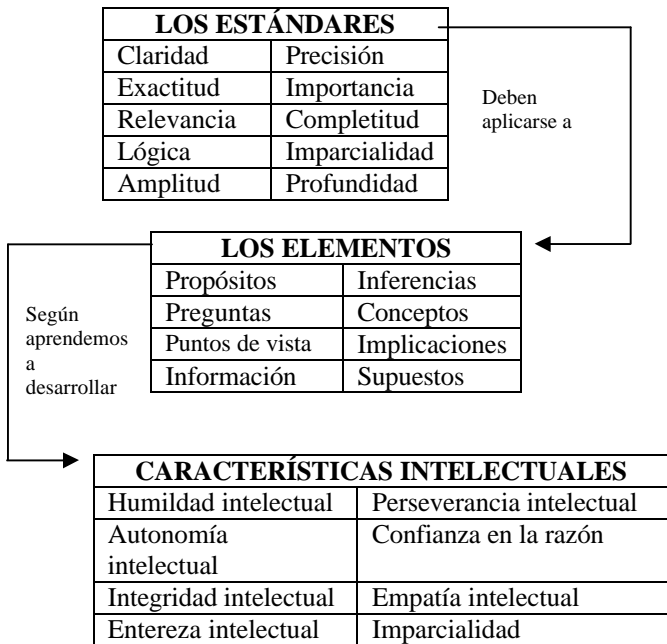 LOS ESTÁNDARES
Claridad Precisión
Exactitud Importancia
Relevancia Completitud
Lógica Imparcialidad
Amplitud Profundidad
Deben
aplicarse a
LOS ELEMENTOS
Propósitos Inferencias
Preguntas Conceptos
Puntos de vista Implicaciones
Información Supuestos
Según
aprendemos
a
desarrollar
CARACTERÍSTICAS INTELECTUALES
Humildad intelectual Perseverancia intelectual
Autonomía Confianza en la razón
intelectual
Integridad intelectual Empatía intelectual
Entereza intelectual Imparcialidad